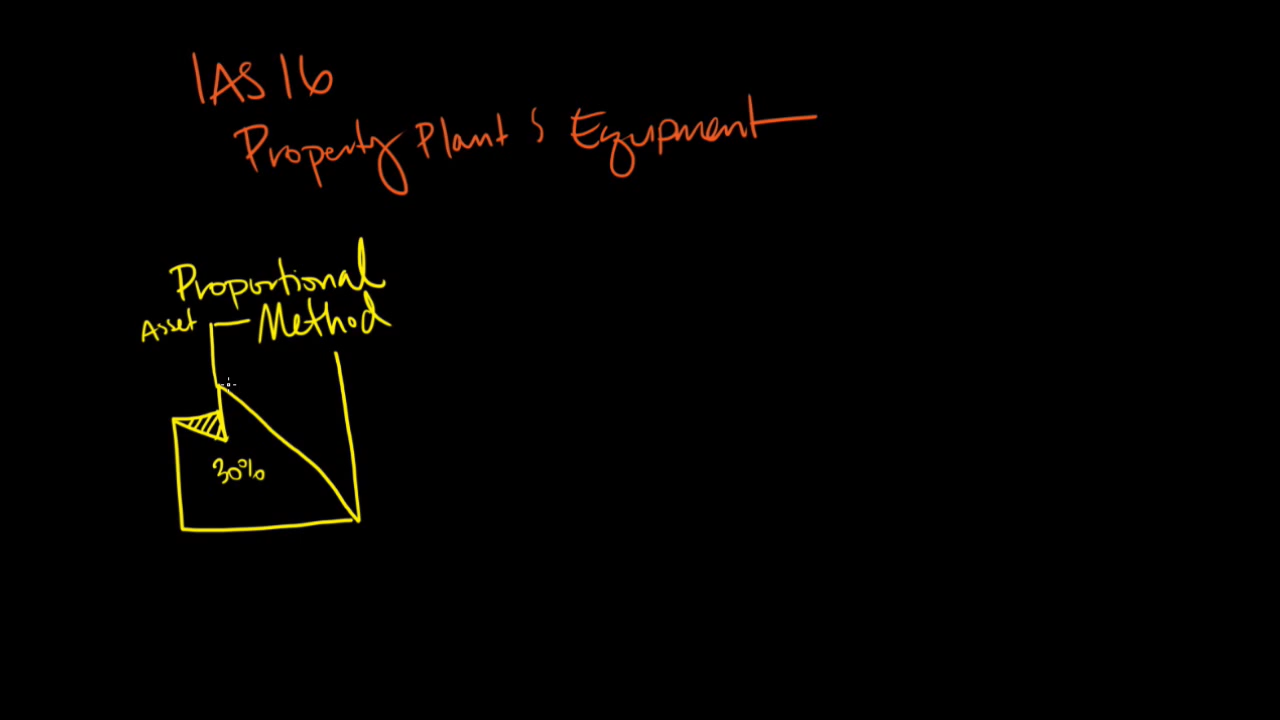 IAS 16
Property Plant & Equipment
Proportional
Asset
Method
30%